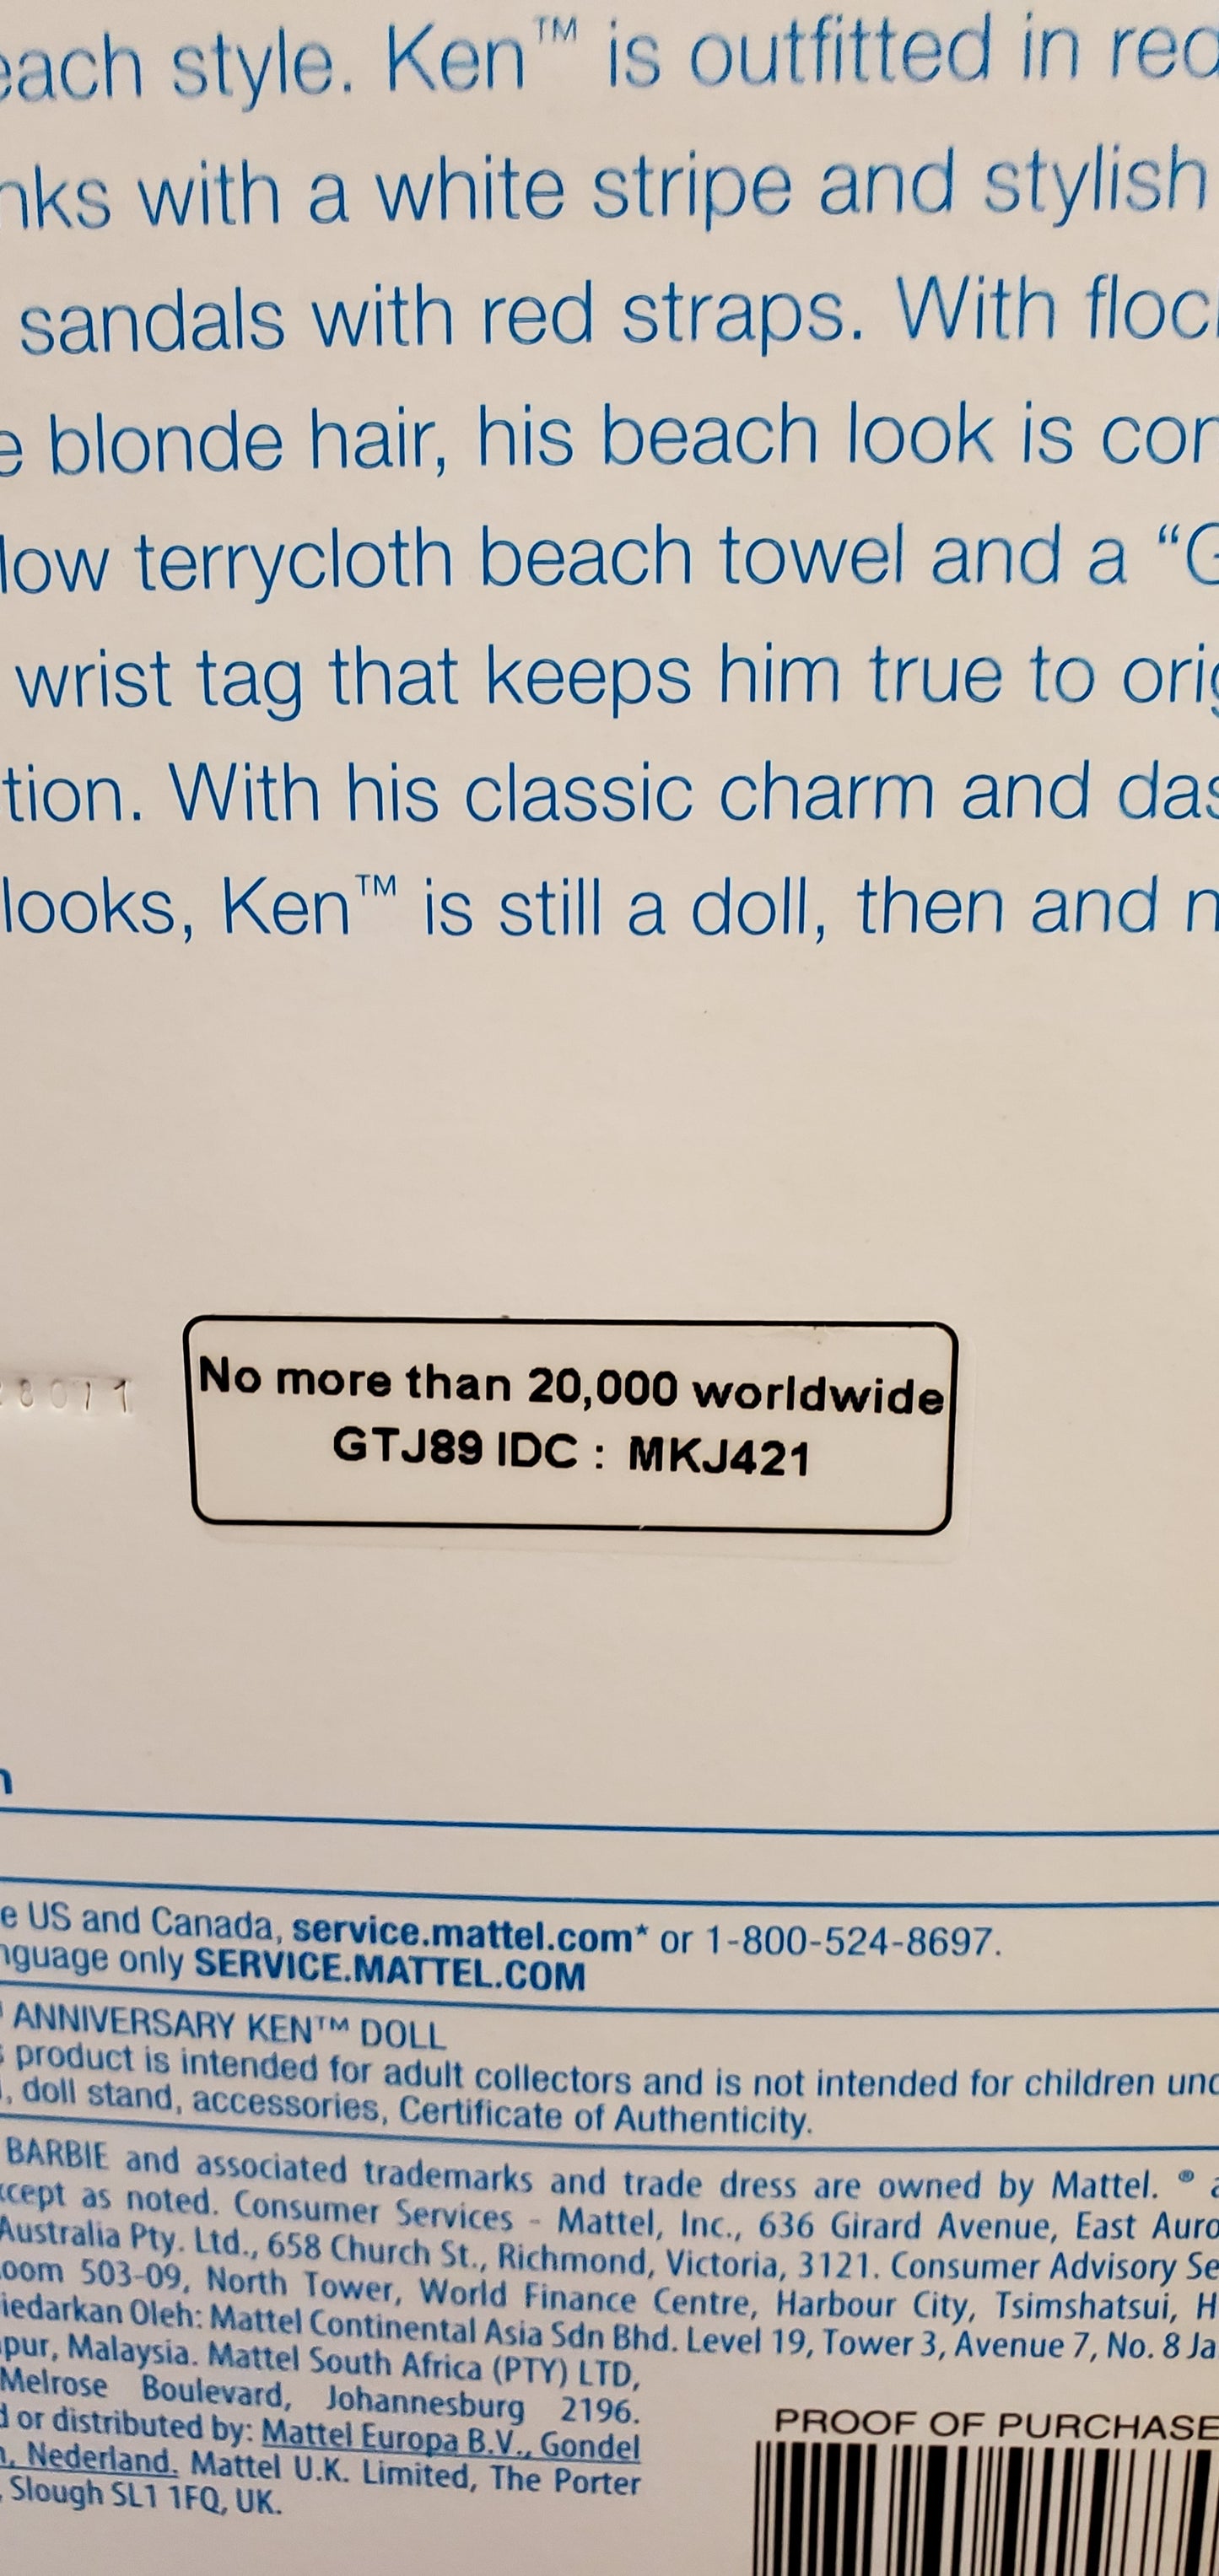 each style. Ken™ is outfitted in red
nks with a white stripe and stylish
sandals with red straps. With floc
e blonde hair, his beach look is con
low terrycloth beach towel and a “G
wrist tag that keeps him true to orig
tion. With his classic charm and das
looks, Ken™ is still a doll, then and n
8071
No more than 20,000 worldwide
GTJ89 IDC : MKJ421
n
e US and Canada, service.mattel.com* or 1-800-524-8697.
nguage only SERVICE.MATTEL.COM
ANNIVERSARY KEN™ DOLL
s product is intended for adult collectors and is not intended for children und
, doll stand, accessories, Certificate of Authenticity.
BARBIE and associated trademarks and trade dress are owned by Mattel. ® a
xcept as noted. Consumer Services - Mattel, Inc., 636 Girard Avenue, East Auro
Australia Pty. Ltd., 658 Church St., Richmond, Victoria, 3121. Consumer Advisory Se
oom 503-09, North Tower, World Finance Centre, Harbour City, Tsimshatsui, H
iedarkan Oleh: Mattel Continental Asia Sdn Bhd. Level 19, Tower 3, Avenue 7, No. 8 Ja
pur, Malaysia. Mattel South Africa (PTY) LTD,
Melrose Boulevard, Johannesburg 2196.
d or distributed by: Mattel Europa B.V., Gondel
n, Nederland. Mattel U.K. Limited, The Porter
, Slough SL1 1FQ, UK.
PROOF OF PURCHASE